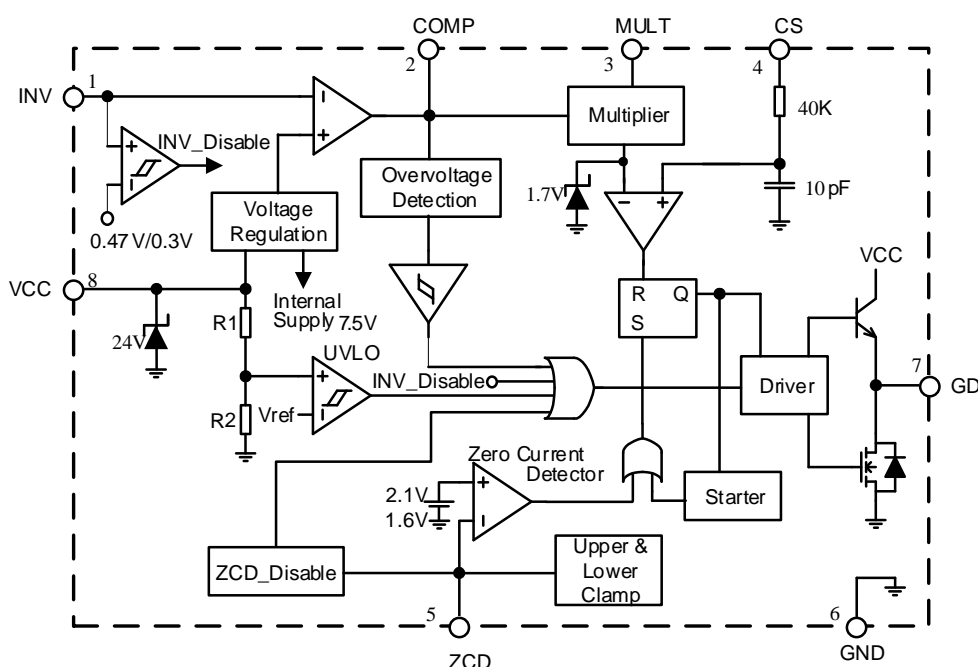 COMP
MULT
CS
2
3
4
INV
1
INV_Disable
Multiplier
40K
Overvoltage
Detection
1.7V
10pF
0.47V/0.3V
Voltage
Regulation
VCC
8
VCC
Internal
Supply 7.5V
R1
24V
R
Q
S
UVLO
INV_Disable
R2
Vref
Driver
7
GD
Zero Current
Detector
2.1V
1.6V
Starter
ZCD_Disable
Upper &
Lower
Clamp
5
ZCD
6
GND